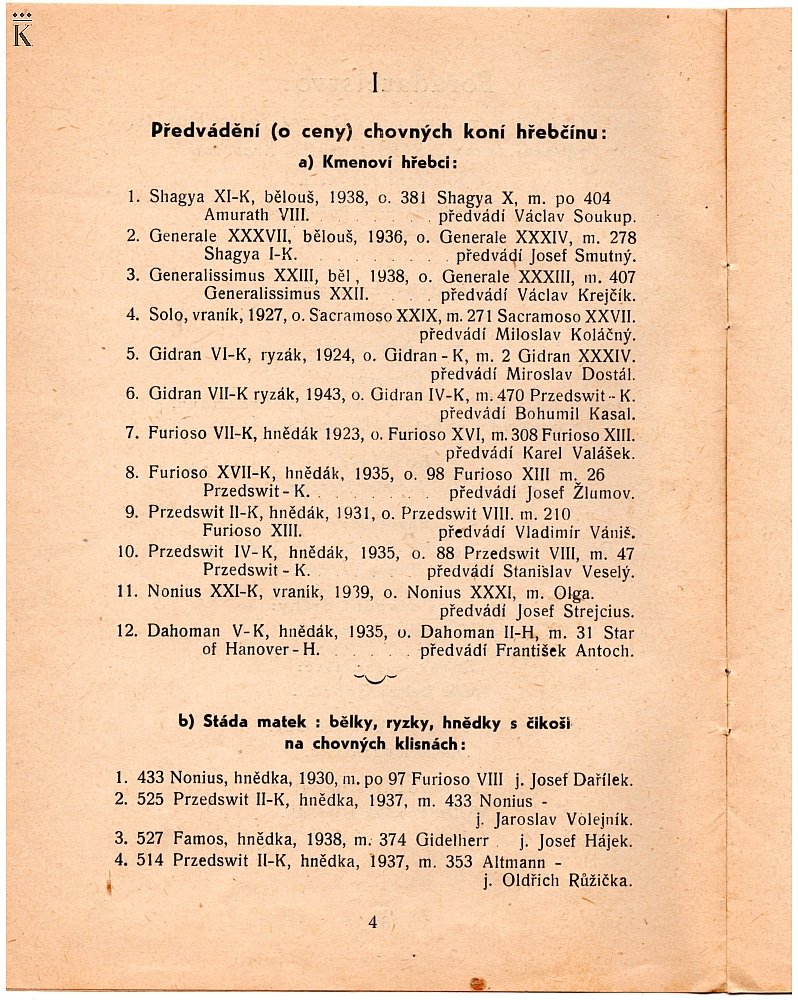 K
I
Předvádění (o ceny) chovných koní hřebčínu:
a) Kmenoví hřebci:
1. Shagya XI-K, bělouš, 1938, o. 381 Shagya X, m. po 404
Amurath VIII. . . . . . . předvádí Václav Soukup.
2. Generale XXXVII, bělouš, 1936, o. Generale XXXIV, m. 278
Shagya I-K. . . . . . . . předvádí Josef Smutný.
3. Generalissimus XXIII, běl., 1938, o. Generale XXXIII, m. 407
Generalissimus XXII. . . . předvádí Václav Krejčík.
4. Solo, vraník, 1927, o. Sacramoso XXIX, m. 271 Sacramoso XXVII.
předvádí Miloslav Koláčný.
5. Gidran VI-K, ryzák, 1924, o. Gidran - K, m. 2 Gidran XXXIV.
předvádí Miroslav Dostál.
6. Gidran VII-K ryzák, 1943, o. Gidran IV-K, m. 470 Przedswit - K.
předvádí Bohumil Kasal.
7. Furioso VII-K, hnědák 1923, o. Furioso XVI, m. 308 Furioso XIII.
předvádí Karel Valášek.
8. Furioso XVII-K, hnědák, 1935, o. 98 Furioso XIII m. 26
Przedswit - K. . . . . . . předvádí Josef Žlumov.
9. Przedswit II-K, hnědák, 1931, o. Przedswit VIII. m. 210
Furioso XIII. . . . . . . předvádí Vladimír Vániš.
10. Przedswit IV-K, hnědák, 1935, o. 88 Przedswit VIII, m. 47
Przedswit - K. . . . . . předvádí Stanislav Veselý.
11. Nonius XXI-K, vraník, 1939, o. Nonius XXXI, m. Olga.
předvádí Josef Strejcius.
12. Dahoman V-K, hnědák, 1935, o. Dahoman II-H, m. 31 Star
of Hanover - H. . . . . . předvádí František Antoch.
b) Stáda matek : bělky, ryzky, hnědky s čikoši
na chovných klisnách:
1. 433 Nonius, hnědka, 1930, m. po 97 Furioso VIII j. Josef Dařílek.
2. 525 Przedswit II-K, hnědka, 1937, m. 433 Nonius -
j. Jaroslav Volejník.
3. 527 Famos, hnědka, 1938, m. 374 Gidelherr . j. Josef Hájek.
4. 514 Przedswit II-K, hnědka, 1937, m. 353 Altmann -
j. Oldřich Růžička.
4